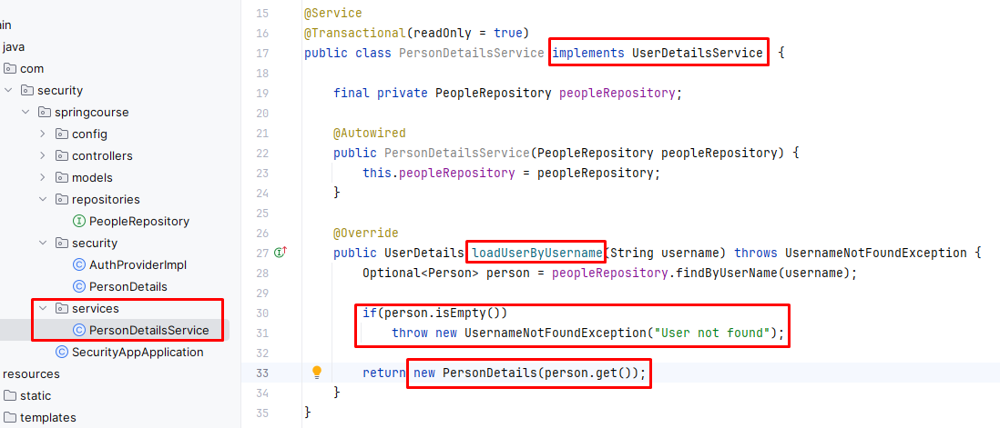 ain
java
com
security
springcourse
config
controllers
models
repositories
PeopleRepository
security
AuthProviderImpl
PersonDetails
services
PersonDetailsService
SecurityAppApplication
resources
static
templates
15 @Service
16 @Transactional(readOnly = true)
17 public class PersonDetailsService implements UserDetailsService {
18
19 final private PeopleRepository peopleRepository;
20
21 @Autowired
22 public PersonDetailsService(PeopleRepository peopleRepository) {
23 this.peopleRepository = peopleRepository;
24 }
25
26 @Override
27 public UserDetails loadUserByUsername(String username) throws UsernameNotFoundException {
28 Optional<Person> person = peopleRepository.findByUserName(username);
29
30 if(person.isEmpty())
31 throw new UsernameNotFoundException("User not found");
32
33 return new PersonDetails(person.get());
34 }
35 }